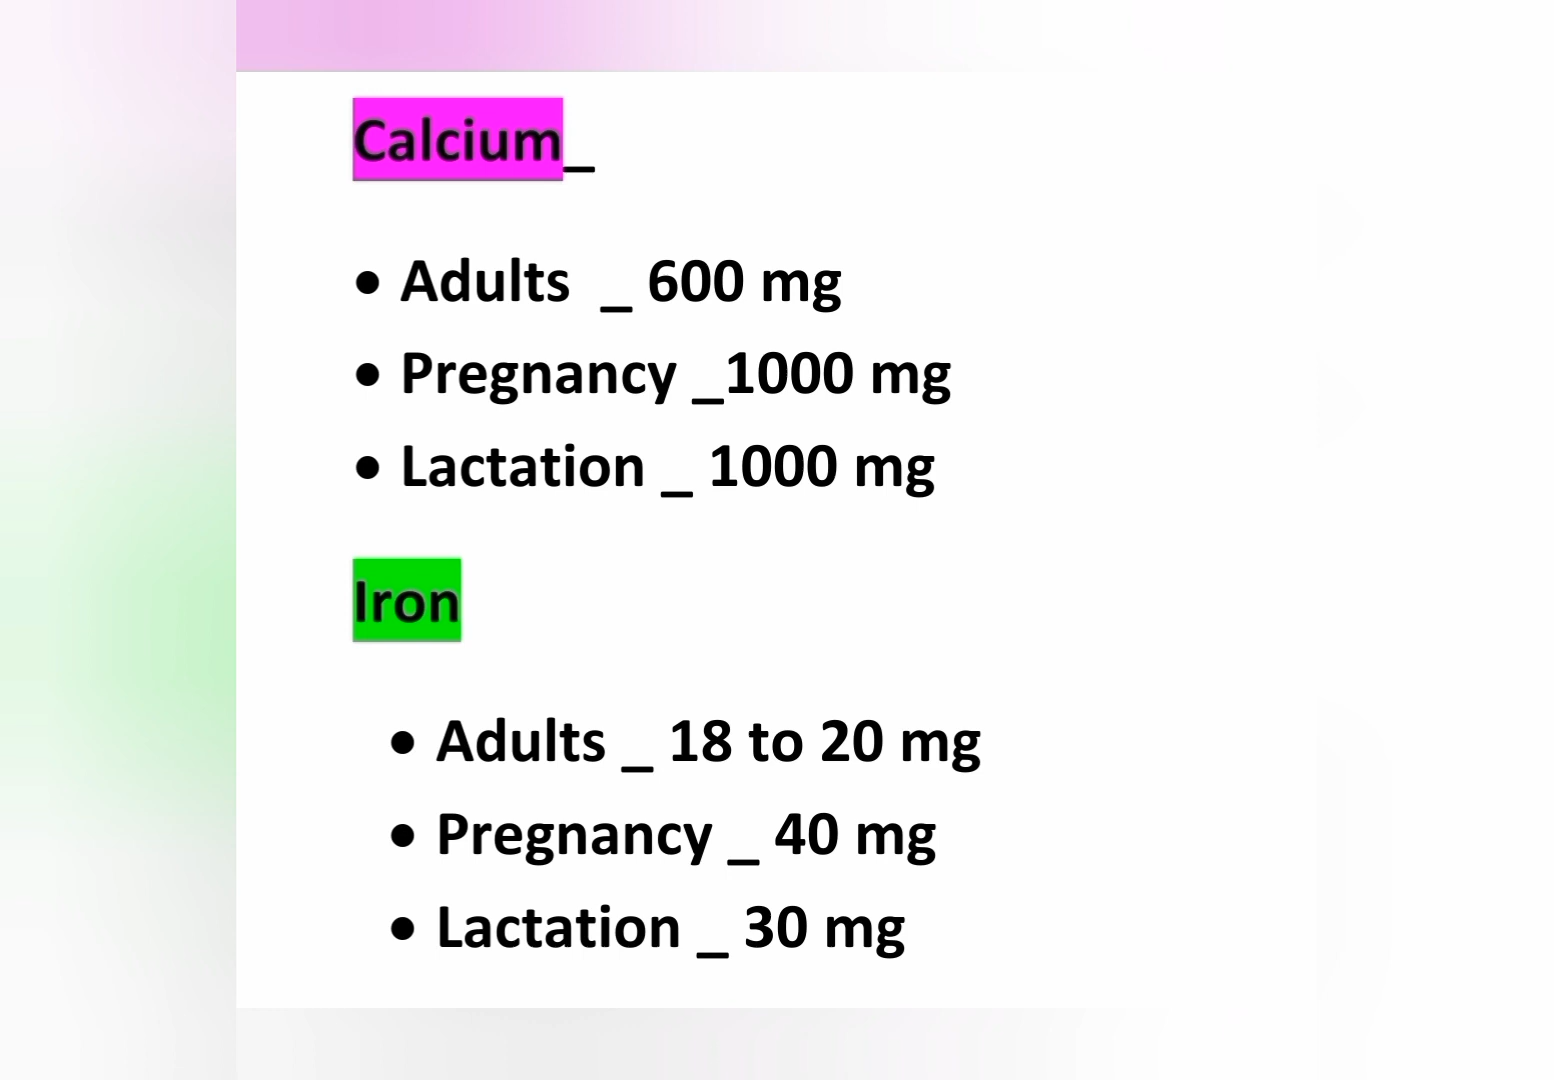 Calcium_
• Adults _ 600 mg
• Pregnancy _1000 mg
• Lactation _ 1000 mg
Iron
• Adults _ 18 to 20 mg
• Pregnancy _ 40 mg
• Lactation _ 30 mg